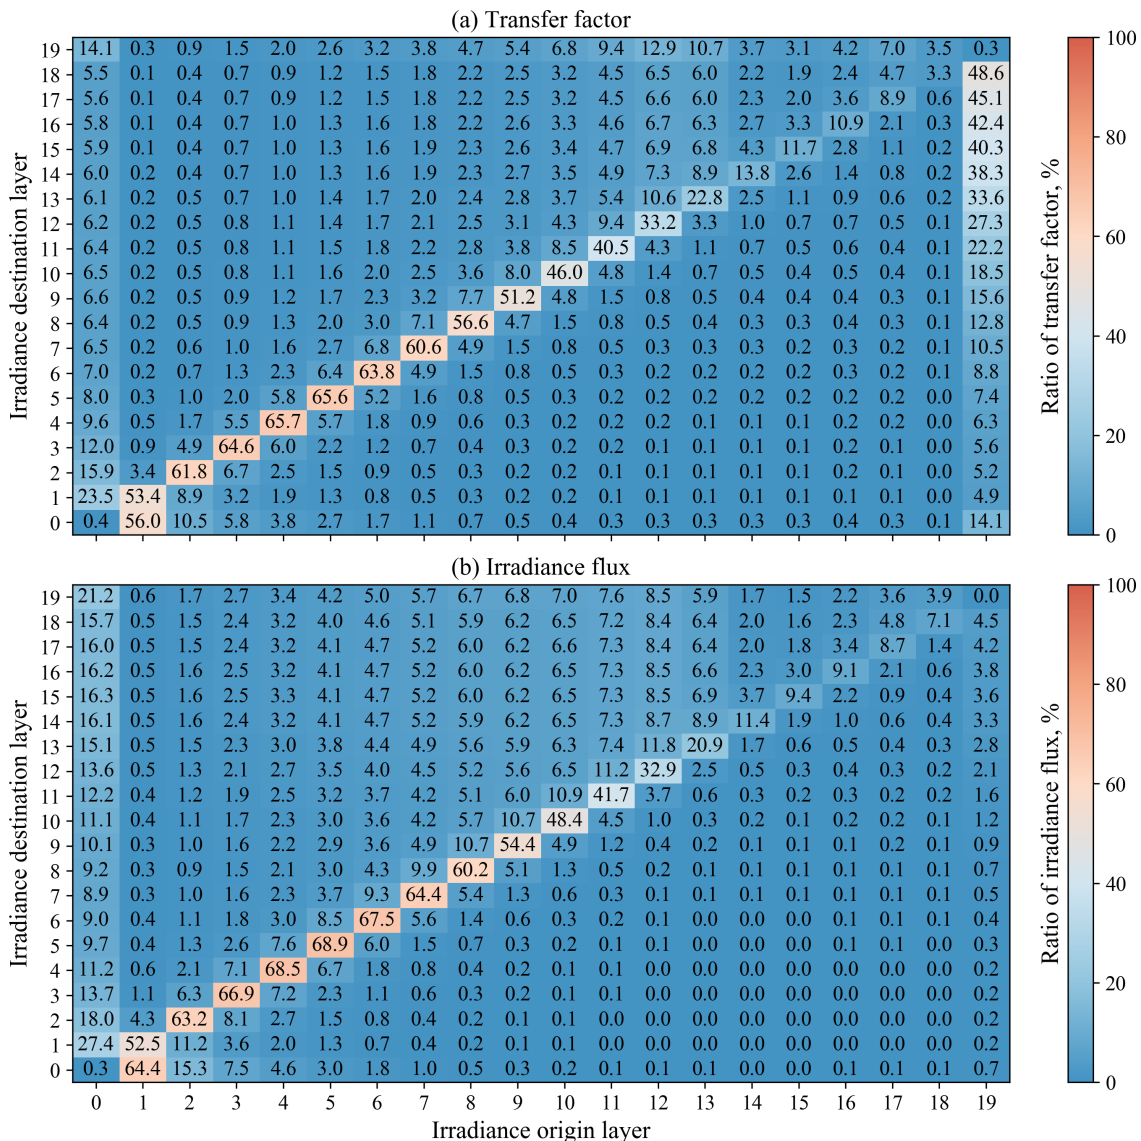 (a) Transfer factor
19 14.1 0.3 0.9 1.5 2.0 2.6 3.2 3.8 4.7 5.4 6.8 9.4 12.9 10.7 3.7 3.1 4.2 7.0 3.5 0.3
18 5.5 0.1 0.4 0.7 0.9 1.2 1.5 1.8 2.2 2.5 3.2 4.5 6.5 6.0 2.2 1.9 2.4 4.7 3.3 48.6
17 5.6 0.1 0.4 0.7 0.9 1.2 1.5 1.8 2.2 2.5 3.2 4.5 6.6 6.0 2.3 2.0 3.6 8.9 0.6 45.1
16 5.8 0.1 0.4 0.7 1.0 1.3 1.6 1.8 2.2 2.6 3.3 4.6 6.7 6.3 2.7 3.3 10.9 2.1 0.3 42.4
15 5.9 0.1 0.4 0.7 1.0 1.3 1.6 1.9 2.3 2.6 3.4 4.7 6.9 6.8 4.3 11.7 2.8 1.1 0.2 40.3
14 6.0 0.2 0.4 0.7 1.0 1.3 1.6 1.9 2.3 2.7 3.5 4.9 7.3 8.9 13.8 2.6 1.4 0.8 0.2 38.3
13 6.1 0.2 0.4 0.7 1.0 1.4 1.7 2.0 2.4 2.8 3.7 5.4 10.6 22.8 2.5 1.1 0.9 0.6 0.2 33.6
12 6.2 0.2 0.5 0.8 1.1 1.4 1.7 2.1 2.5 3.1 4.3 9.4 33.2 3.3 1.0 0.7 0.7 0.5 0.1 27.3
11 6.4 0.2 0.5 0.8 1.1 1.5 1.8 2.2 2.8 3.8 8.5 40.5 4.3 1.1 0.7 0.5 0.6 0.4 0.1 22.2
10 6.5 0.2 0.5 0.8 1.1 1.6 2.0 2.5 3.6 8.0 46.0 4.8 1.4 0.7 0.5 0.4 0.5 0.4 0.1 18.5
9 6.6 0.2 0.5 0.9 1.2 1.7 2.3 3.2 7.7 51.2 4.8 1.5 0.8 0.5 0.4 0.4 0.4 0.3 0.1 15.6
8 6.4 0.2 0.5 0.9 1.3 2.0 3.0 7.1 56.6 4.7 1.5 0.8 0.5 0.4 0.3 0.3 0.4 0.3 0.1 12.8
7 6.5 0.2 0.6 1.0 1.6 2.7 6.8 60.6 4.9 1.5 0.8 0.5 0.3 0.3 0.2 0.2 0.3 0.2 0.1 10.5
6 7.0 0.2 0.7 1.3 2.3 6.4 63.8 4.9 1.5 0.8 0.5 0.3 0.2 0.2 0.2 0.2 0.3 0.2 0.1 8.8
5 8.0 0.3 1.0 2.0 5.8 65.6 5.2 1.6 0.8 0.5 0.3 0.2 0.2 0.2 0.2 0.2 0.2 0.2 0.0 7.4
4 9.6 0.5 1.7 5.5 65.7 5.7 1.8 0.9 0.6 0.3 0.2 0.2 0.2 0.1 0.1 0.1 0.2 0.2 0.0 6.3
3 12.0 0.9 4.9 64.6 6.0 2.2 1.2 0.7 0.4 0.3 0.2 0.2 0.1 0.1 0.1 0.1 0.2 0.1 0.0 5.6
2 15.9 3.4 61.8 6.7 2.5 1.5 0.9 0.5 0.3 0.2 0.2 0.1 0.1 0.1 0.1 0.1 0.2 0.1 0.0 5.2
1 23.5 53.4 8.9 3.2 1.9 1.3 0.8 0.5 0.3 0.2 0.2 0.1 0.1 0.1 0.1 0.1 0.1 0.1 0.0 4.9
0 0.4 56.0 10.5 5.8 3.8 2.7 1.7 1.1 0.7 0.5 0.4 0.3 0.3 0.3 0.3 0.3 0.4 0.3 0.1 14.1
Irradiance destination layer
100
80
60
40
20
0
Ratio of transfer factor, %
(b) Irradiance flux
19 21.2 0.6 1.7 2.7 3.4 4.2 5.0 5.7 6.7 6.8 7.0 7.6 8.5 5.9 1.7 1.5 2.2 3.6 3.9 0.0
18 15.7 0.5 1.5 2.4 3.2 4.0 4.6 5.1 5.9 6.2 6.5 7.2 8.4 6.4 2.0 1.6 2.3 4.8 7.1 4.5
17 16.0 0.5 1.5 2.4 3.2 4.1 4.7 5.2 6.0 6.2 6.6 7.3 8.4 6.4 2.0 1.8 3.4 8.7 1.4 4.2
16 16.2 0.5 1.6 2.5 3.2 4.1 4.7 5.2 6.0 6.2 6.5 7.3 8.5 6.6 2.3 3.0 9.1 2.1 0.6 3.8
15 16.3 0.5 1.6 2.5 3.3 4.1 4.7 5.2 6.0 6.2 6.5 7.3 8.5 6.9 3.7 9.4 2.2 0.9 0.4 3.6
14 16.1 0.5 1.6 2.4 3.2 4.1 4.7 5.2 5.9 6.2 6.5 7.3 8.7 8.9 11.4 1.9 1.0 0.6 0.4 3.3
13 15.1 0.5 1.5 2.3 3.0 3.8 4.4 4.9 5.6 5.9 6.3 7.4 11.8 20.9 1.7 0.6 0.5 0.4 0.3 2.8
12 13.6 0.5 1.3 2.1 2.7 3.5 4.0 4.5 5.2 5.6 6.5 11.2 32.9 2.5 0.5 0.3 0.4 0.3 0.2 2.1
11 12.2 0.4 1.2 1.9 2.5 3.2 3.7 4.2 5.1 6.0 10.9 41.7 3.7 0.6 0.3 0.2 0.3 0.2 0.2 1.6
10 11.1 0.4 1.1 1.7 2.3 3.0 3.6 4.2 5.7 10.7 48.4 4.5 1.0 0.3 0.2 0.1 0.2 0.2 0.1 1.2
9 10.1 0.3 1.0 1.6 2.2 2.9 3.6 4.9 10.7 54.4 4.9 1.2 0.4 0.2 0.1 0.1 0.2 0.1 0.1 0.9
8 9.2 0.3 0.9 1.5 2.1 3.0 4.3 9.9 60.2 5.1 1.3 0.5 0.2 0.1 0.1 0.1 0.1 0.1 0.1 0.7
7 8.9 0.3 1.0 1.6 2.3 3.7 9.3 64.4 5.4 1.3 0.6 0.3 0.1 0.1 0.1 0.1 0.1 0.1 0.1 0.5
6 9.0 0.4 1.1 1.8 3.0 8.5 67.5 5.6 1.4 0.6 0.3 0.2 0.1 0.0 0.0 0.0 0.1 0.1 0.1 0.4
5 9.7 0.4 1.3 2.6 7.6 68.9 6.0 1.5 0.7 0.3 0.2 0.1 0.1 0.0 0.0 0.0 0.1 0.1 0.0 0.3
4 11.2 0.6 2.1 7.1 68.5 6.7 1.8 0.8 0.4 0.2 0.1 0.1 0.0 0.0 0.0 0.0 0.0 0.0 0.0 0.2
3 13.7 1.1 6.3 66.9 7.2 2.3 1.1 0.6 0.3 0.2 0.1 0.1 0.0 0.0 0.0 0.0 0.0 0.0 0.0 0.2
2 18.0 4.3 63.2 8.1 2.7 1.5 0.8 0.4 0.2 0.1 0.1 0.0 0.0 0.0 0.0 0.0 0.0 0.0 0.0 0.2
1 27.4 52.5 11.2 3.6 2.0 1.3 0.7 0.4 0.2 0.1 0.1 0.0 0.0 0.0 0.0 0.0 0.0 0.0 0.0 0.2
0 0.3 64.4 15.3 7.5 4.6 3.0 1.8 1.0 0.5 0.3 0.2 0.1 0.1 0.0 0.0 0.0 0.1 0.1 0.1 0.7
0 1 2 3 4 5 6 7 8 9 10 11 12 13 14 15 16 17 18 19
Irradiance origin layer
Irradiance destination layer
100
80
60
40
20
0
Ratio of irradiance flux, %